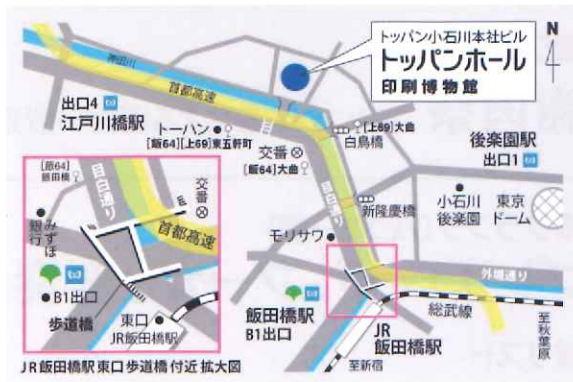 トッパン小石川本社ビル
トッパンホール
印刷博物館
N
神田川
首都高速
出口4
江戸川橋駅
トーハン
[飯64][上69]東五軒町
交番
[飯64]大曲
[上69]大曲
白鳥橋
後楽園駅
出口1
目白通り
新隆慶橋
小石川
後楽園
東京
ドーム
モリサワ
外堀通り
飯田橋駅
B1出口
JR
飯田橋駅
総武線
至新宿
至秋葉原
[飯64]
飯田橋
目白通り
交番
みずほ
銀行
首都高速
B1出口
歩道橋
東口
JR飯田橋駅
JR飯田橋駅東口歩道橋付近 拡大図